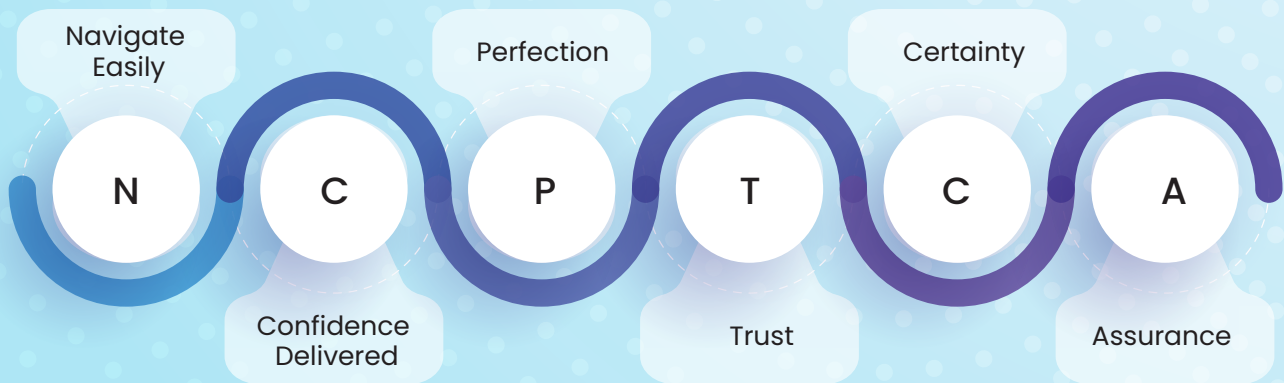 Navigate
Easily
N
C
Confidence
Delivered
Perfection
P
T
Trust
Certainty
C
A
Assurance